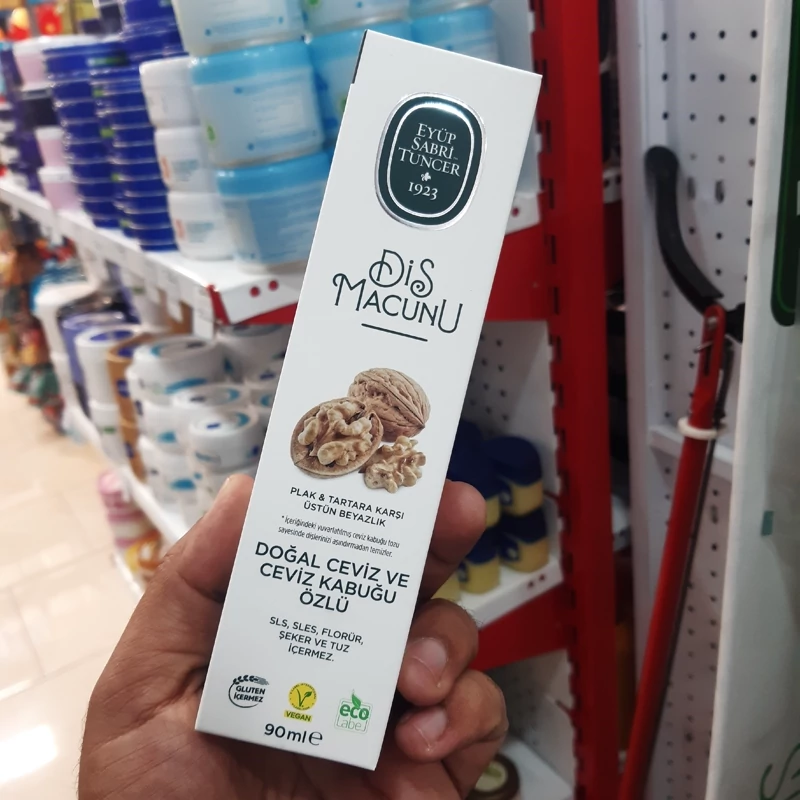 EYÜP
SABRİ
TUNCER
1923
DİŞ
MACUNU
PLAK & TARTARA KARŞI
ÜSTÜN BEYAZLIK
* İçeriğindeki yuvarlatılmış ceviz kabuğu tozu
sayesinde dişlerinizi aşındırmadan temizler.
DOĞAL CEVİZ VE
CEVİZ KABUĞU
ÖZLÜ
SLS, SLES, FLORÜR,
ŞEKER VE TUZ
İÇERMEZ.
GLUTEN
İÇERMEZ
VEGAN
eco
Label
90 ml e